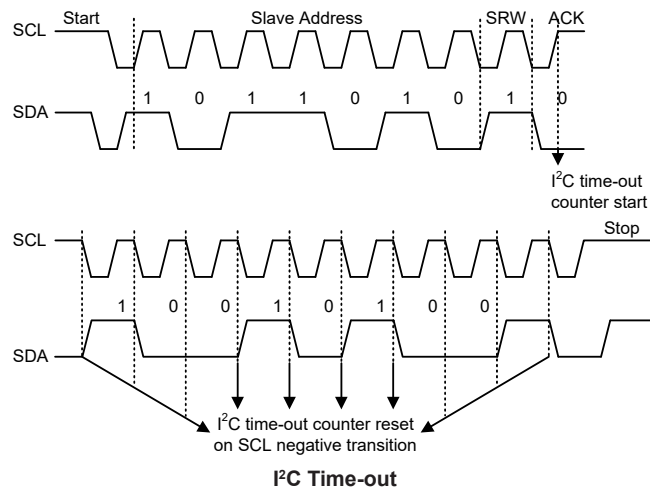 Start Slave Address SRW ACK
SCL
1 0 1 1 0 1 0 1 0
SDA
I²C time-out
counter start
Stop
SCL
1 0 0 1 0 1 0 0
SDA
I²C time-out counter reset
on SCL negative transition
I²C Time-out